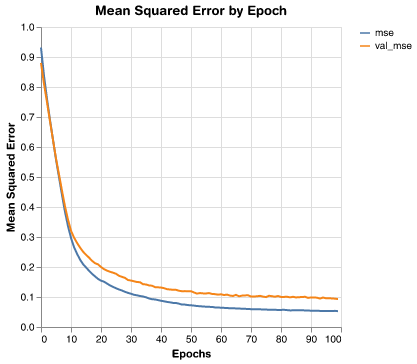 Mean Squared Error by Epoch
mse
val_mse
Mean Squared Error
1.0
0.9
0.8
0.7
0.6
0.5
0.4
0.3
0.2
0.1
0.0
0 10 20 30 40 50 60 70 80 90 100
Epochs